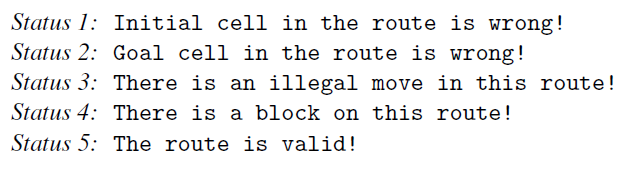 Status 1: Initial cell in the route is wrong!
Status 2: Goal cell in the route is wrong!
Status 3: There is an illegal move in this route!
Status 4: There is a block on this route!
Status 5: The route is valid!